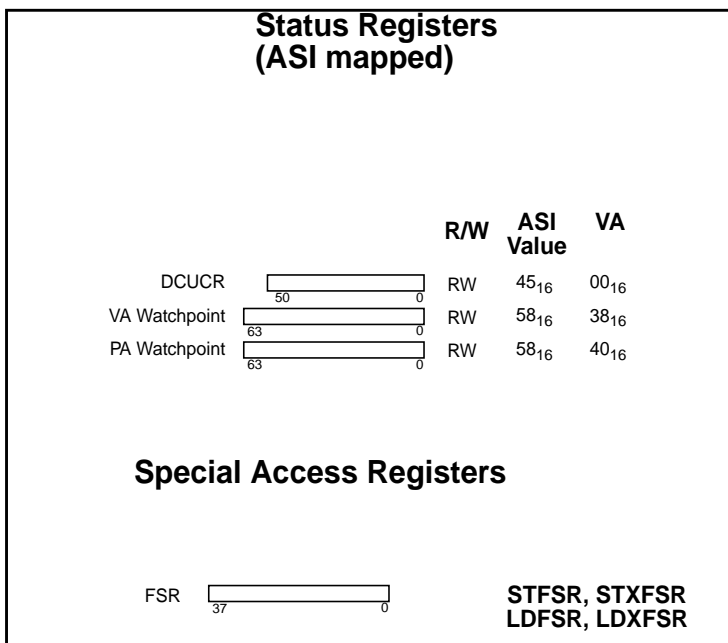 Status Registers
(ASI mapped)
R/W ASI Value VA
DCUCR 50 0 RW 45₁₆ 00₁₆
VA Watchpoint 63 0 RW 58₁₆ 38₁₆
PA Watchpoint 63 0 RW 58₁₆ 40₁₆
Special Access Registers
FSR 37 0 STFSR, STXFSR
LDFSR, LDXFSR